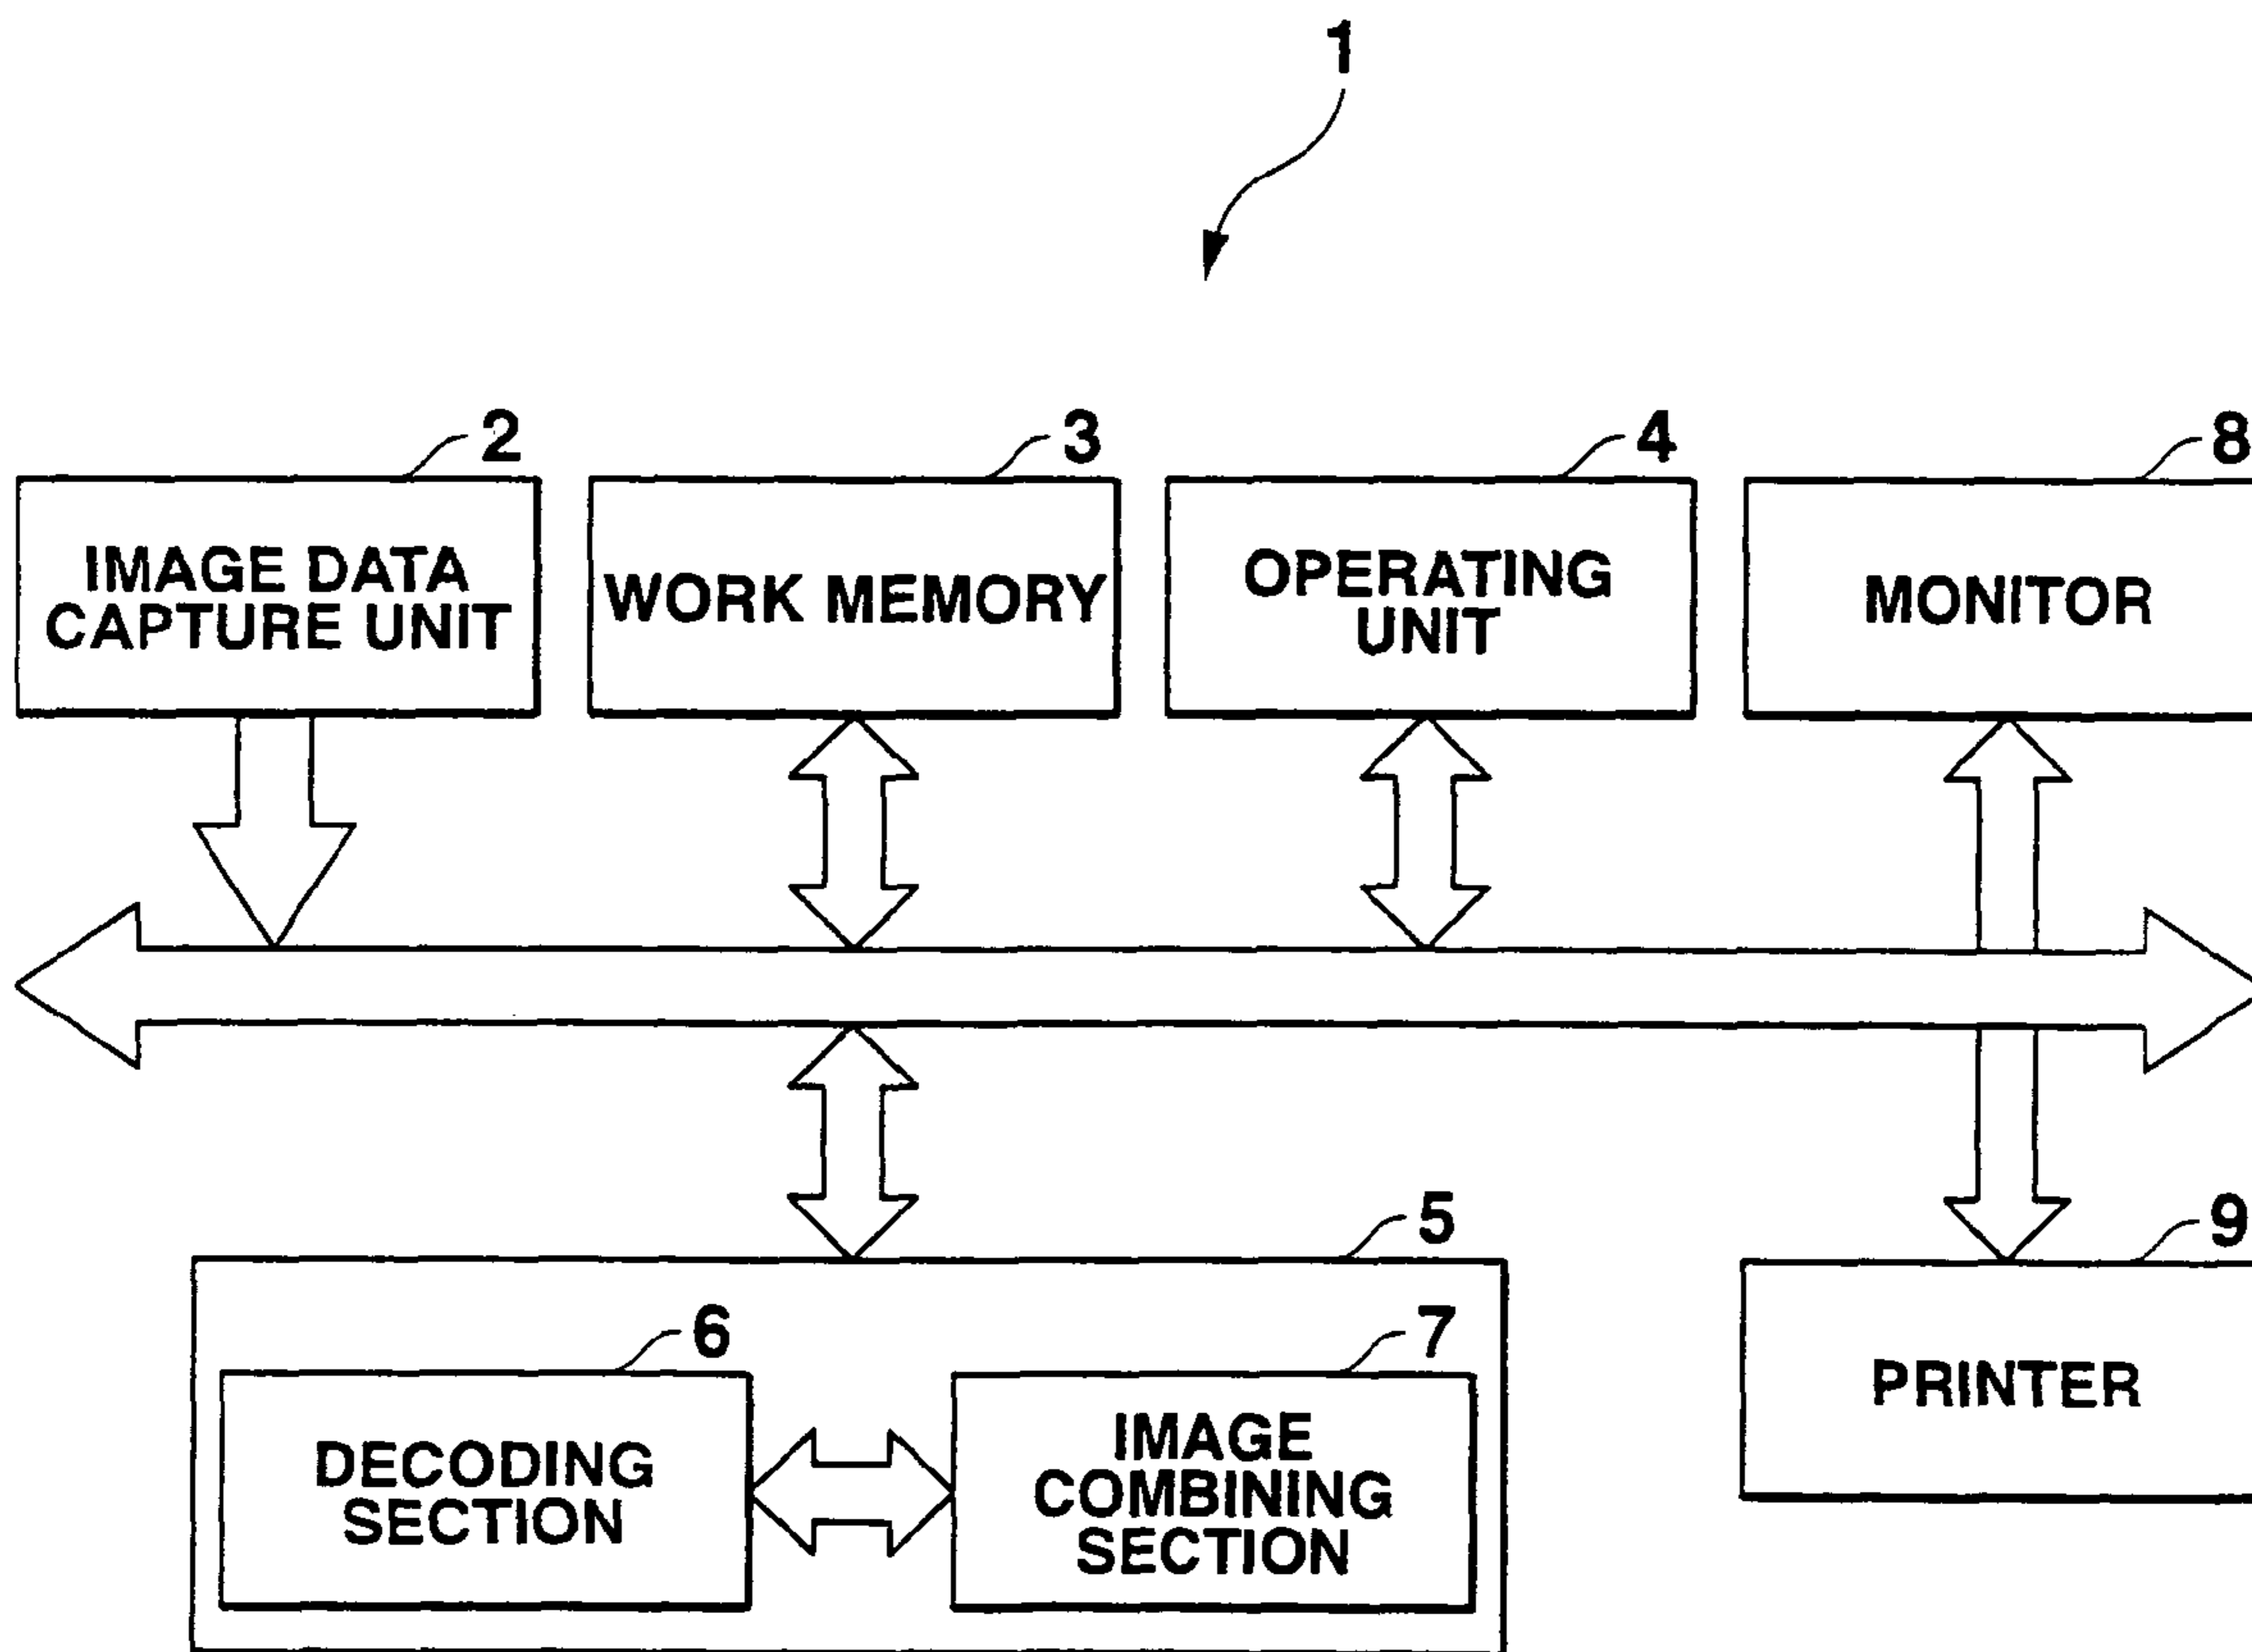 1
2
3
4
8
IMAGE DATA
CAPTURE UNIT
WORK MEMORY
OPERATING
UNIT
MONITOR
5
9
6
7
DECODING
SECTION
IMAGE
COMBINING
SECTION
PRINTER